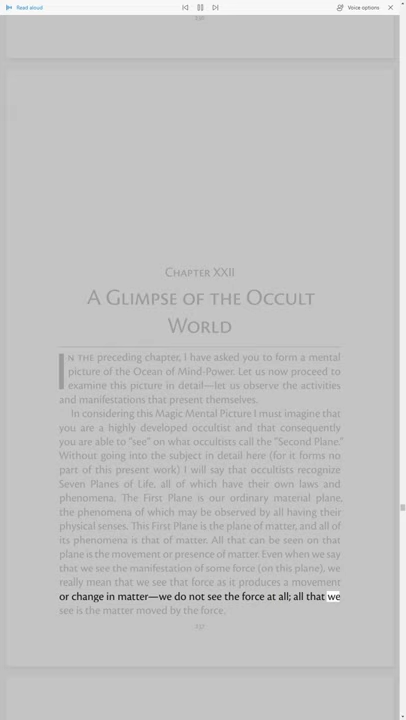 Read aloud
Voice options
CHAPTER XXII
A GLIMPSE OF THE OCCULT
WORLD
IN THE preceding chapter, I have asked you to form a mental
picture of the Ocean of Mind-Power. Let us now proceed to
examine this picture in detail—let us observe the activities
and manifestations that present themselves.
In considering this Magic Mental Picture I must imagine that
you are a highly developed occultist and that consequently
you are able to "see" on what occultists call the "Second Plane."
Without going into the subject in detail here (for it forms no
part of this present work) I will say that occultists recognize
Seven Planes of Life, all of which have their own laws and
phenomena. The First Plane is our ordinary material plane,
the phenomena of which may be observed by all having their
physical senses. This First Plane is the plane of matter, and all of
its phenomena is that of matter. All that can be seen on that
plane is the movement or presence of matter. Even when we say
that we see the manifestation of some force (on this plane), we
really mean that we see that force as it produces a movement
or change in matter—we do not see the force at all; all that we
see is the matter moved by the force.
237